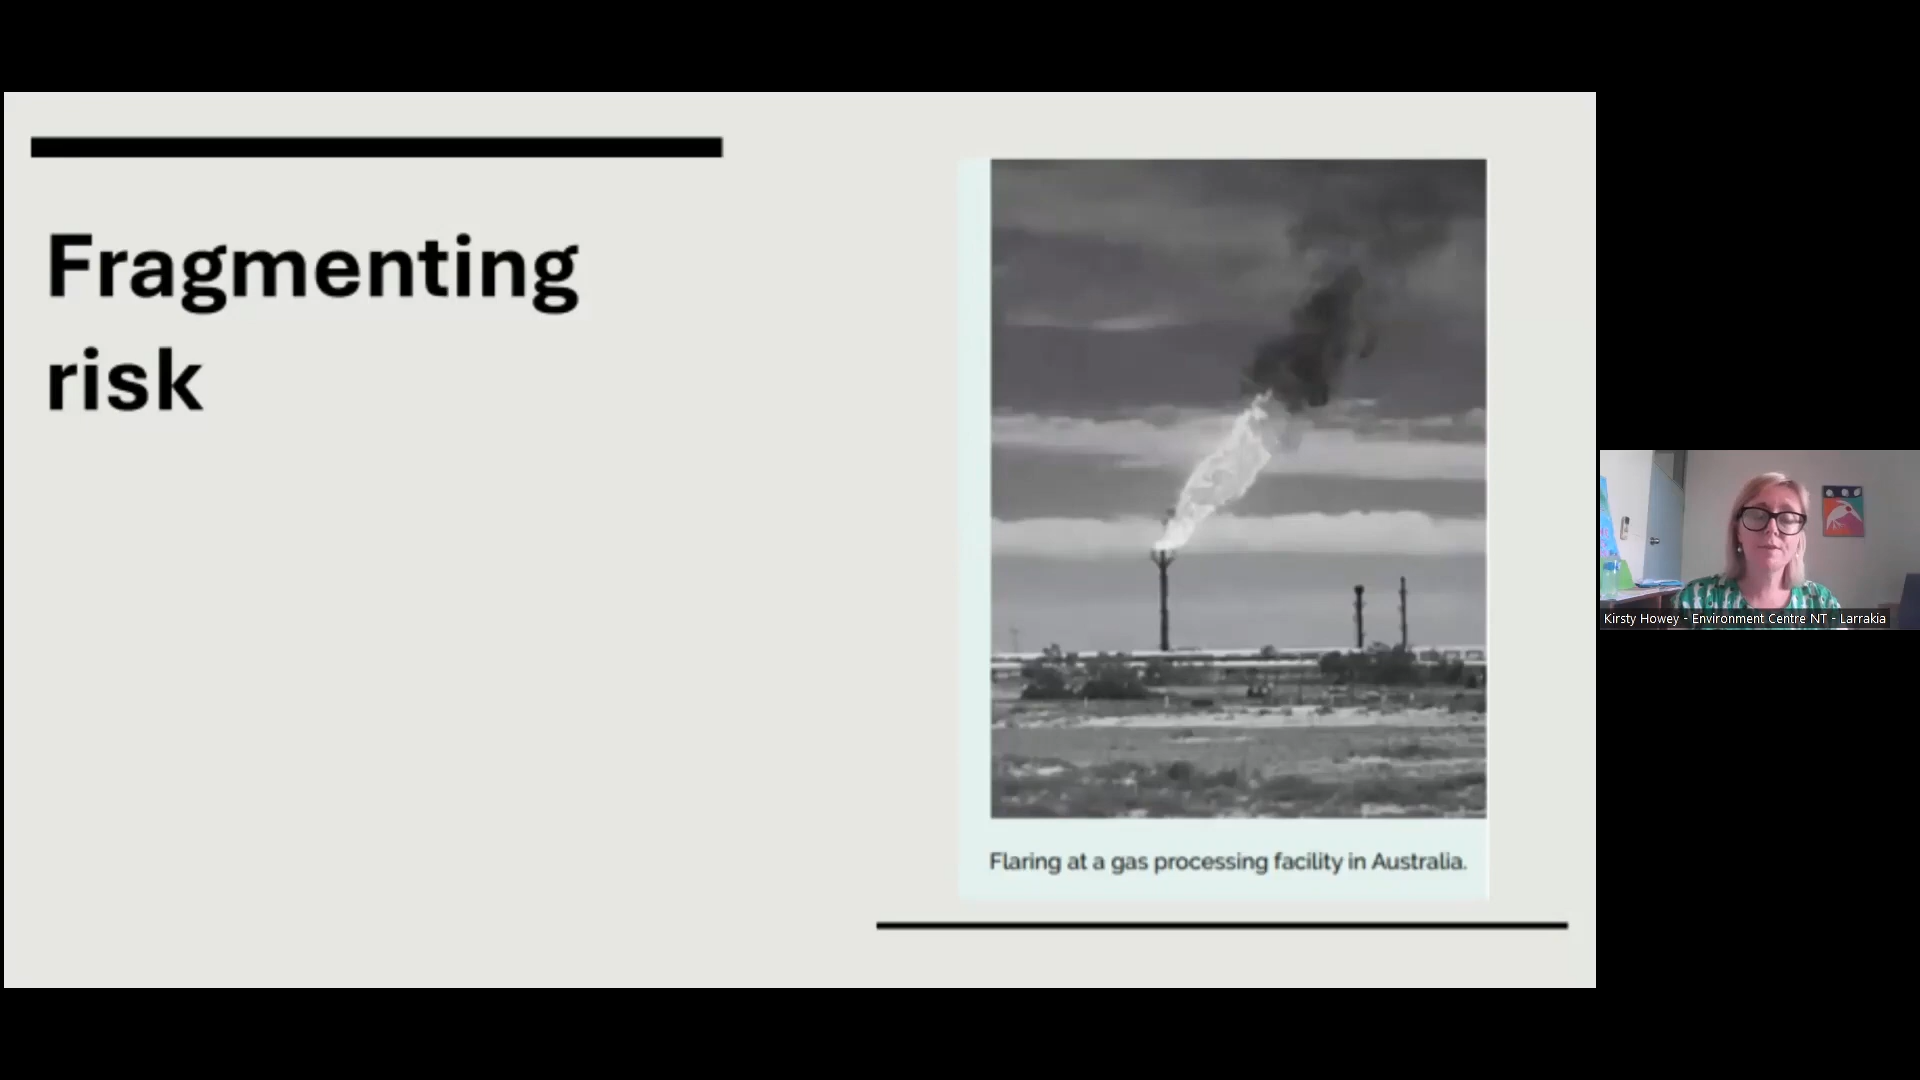 Fragmenting
risk
Flaring at a gas processing facility in Australia.
Kirsty Howey - Environment Centre NT - Larrakia